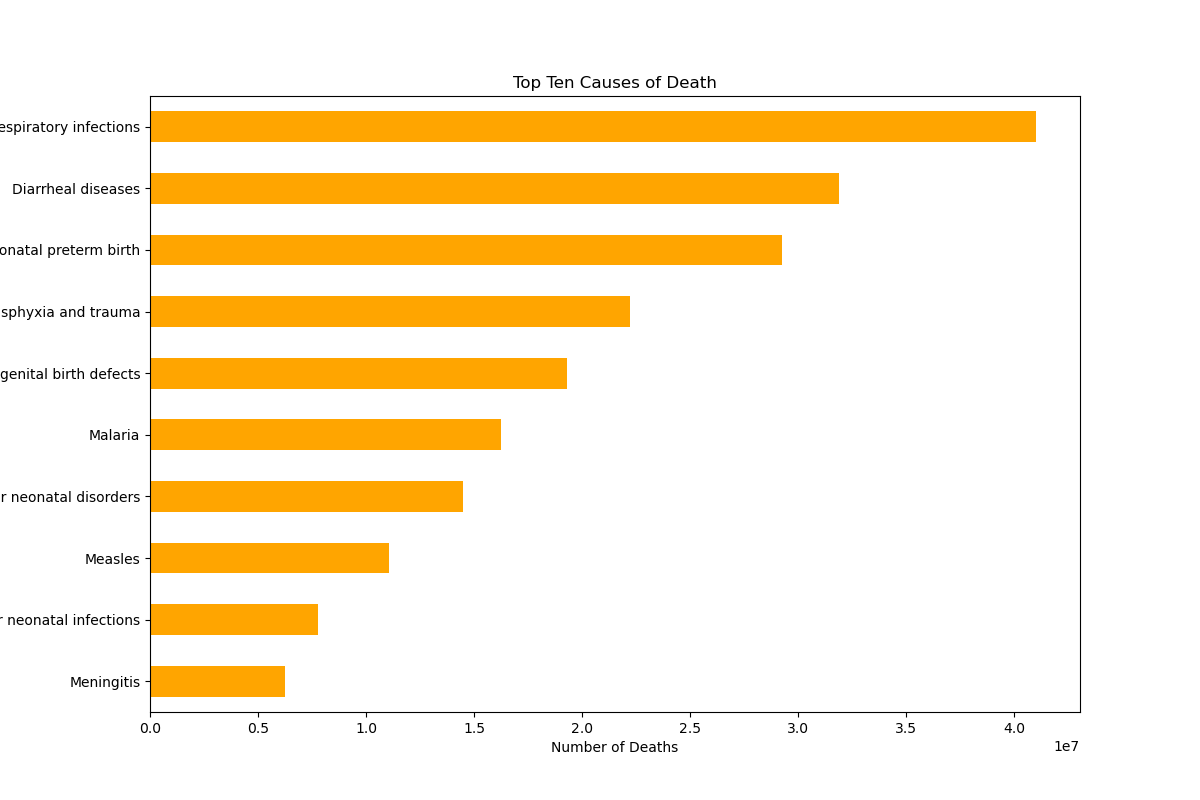 Top Ten Causes of Death
espiratory infections
Diarrheal diseases
onatal preterm birth
sphyxia and trauma
genital birth defects
Malaria
r neonatal disorders
Measles
r neonatal infections
Meningitis
0.0 0.5 1.0 1.5 2.0 2.5 3.0 3.5 4.0
1e7
Number of Deaths